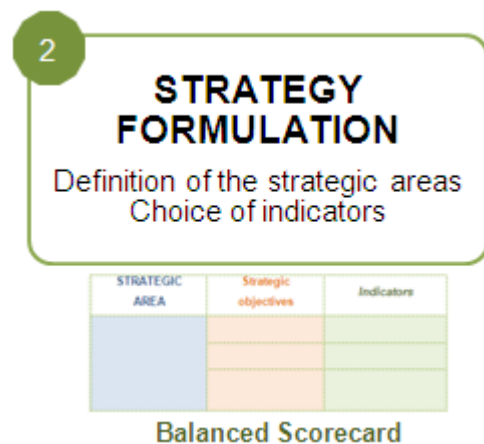 2
STRATEGY
FORMULATION
Definition of the strategic areas
Choice of indicators
STRATEGIC
AREA
Strategic
objectives
Indicators
Balanced Scorecard